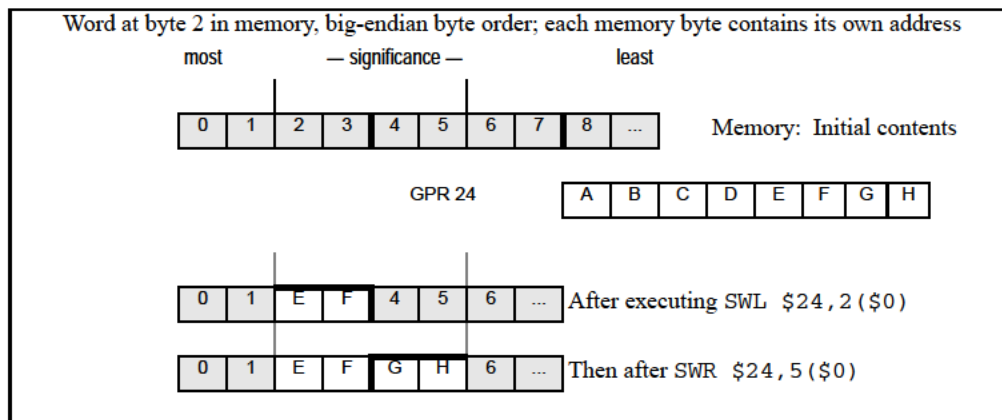 Word at byte 2 in memory, big-endian byte order; each memory byte contains its own address
most — significance — least
0 1 2 3 4 5 6 7 8 ... Memory: Initial contents
GPR 24 A B C D E F G H
0 1 E F 4 5 6 ... After executing SWL $24,2($0)
0 1 E F G H 6 ... Then after SWR $24,5($0)